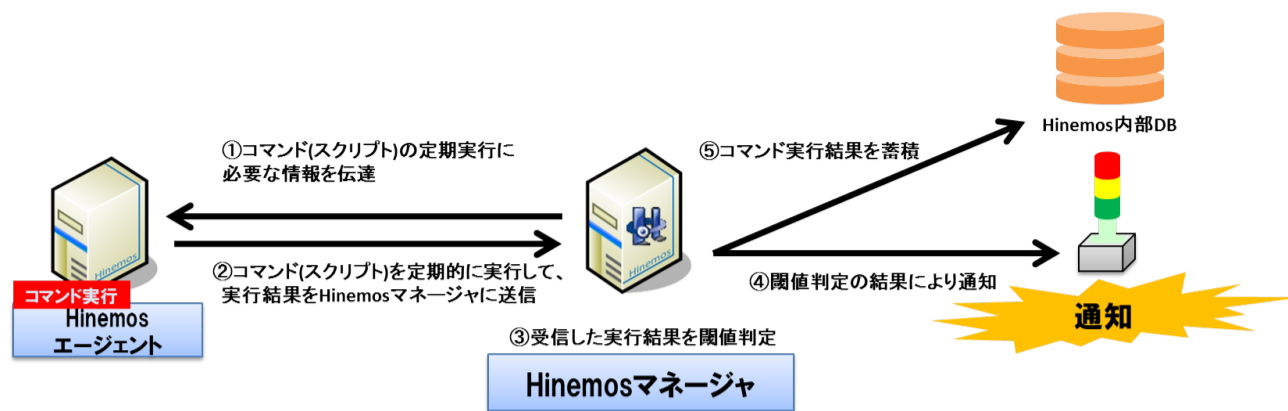 Hinemos内部DB
①コマンド(スクリプト)の定期実行に
必要な情報を伝達
⑤コマンド実行結果を蓄積
Hinemos
Hinemos
②コマンド(スクリプト)を定期的に実行して、
実行結果をHinemosマネージャに送信
④閾値判定の結果により通知
コマンド実行
Hinemos
エージェント
通知
③受信した実行結果を閾値判定
Hinemosマネージャ